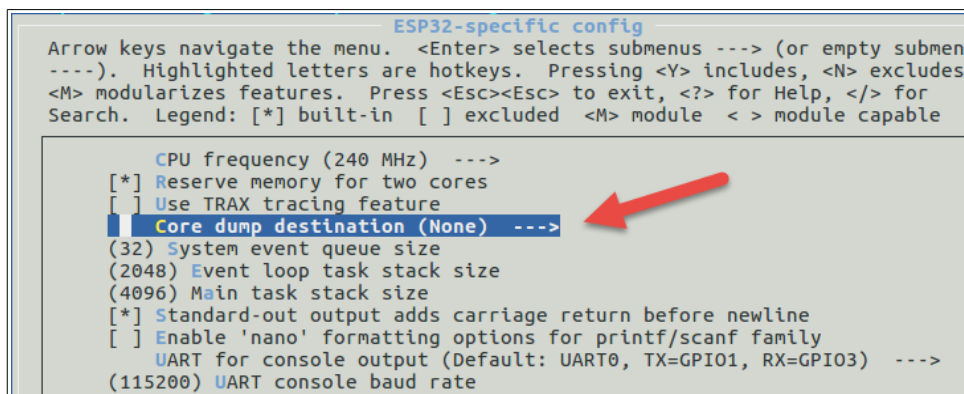 ESP32-specific config
Arrow keys navigate the menu.  <Enter> selects submenus ---> (or empty submen
----).  Highlighted letters are hotkeys.  Pressing <Y> includes, <N> excludes
<M> modularizes features.  Press <Esc><Esc> to exit, <?> for Help, </> for
Search.  Legend: [*] built-in  [ ] excluded  <M> module  < > module capable
CPU frequency (240 MHz)  --->
[*] Reserve memory for two cores
[ ] Use TRAX tracing feature
Core dump destination (None)  --->
(32) System event queue size
(2048) Event loop task stack size
(4096) Main task stack size
[*] Standard-out output adds carriage return before newline
[ ] Enable 'nano' formatting options for printf/scanf family
UART for console output (Default: UART0, TX=GPIO1, RX=GPIO3)  --->
(115200) UART console baud rate